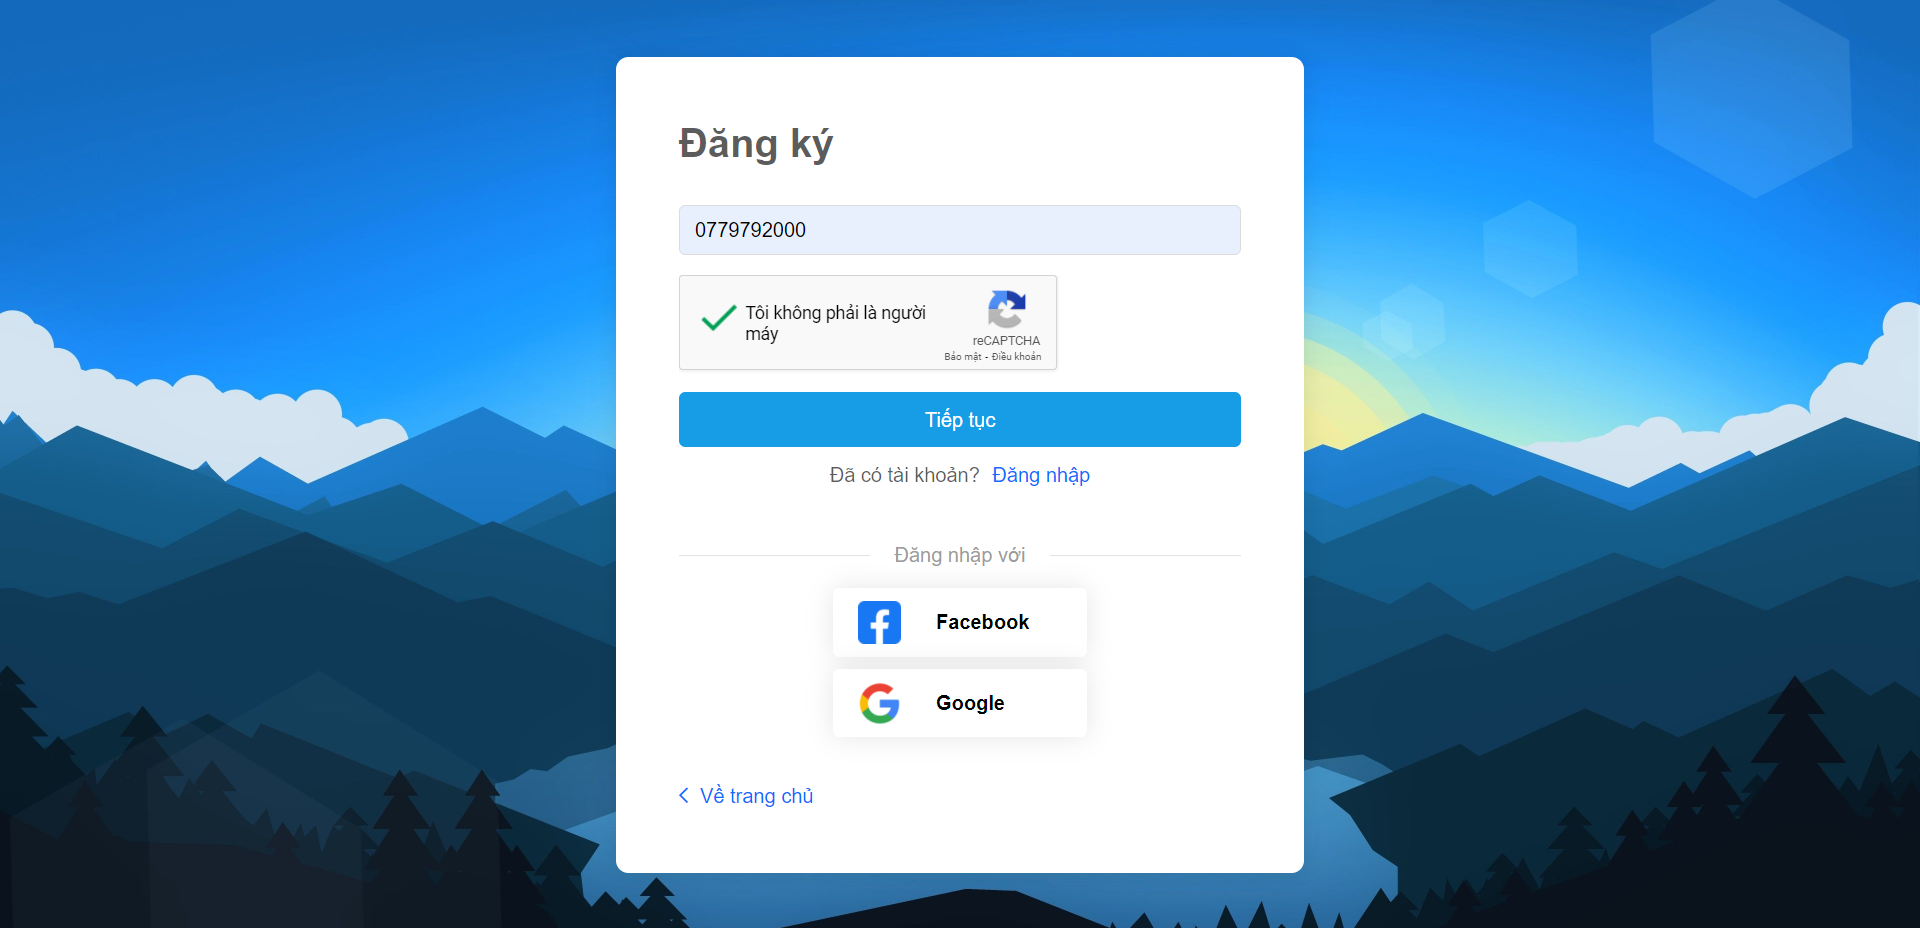 Đăng ký
0779792000
Tôi không phải là người
máy
reCAPTCHA
Bảo mật - Điều khoản
Tiếp tục
Đã có tài khoản? Đăng nhập
Đăng nhập với
Facebook
Google
Về trang chủ